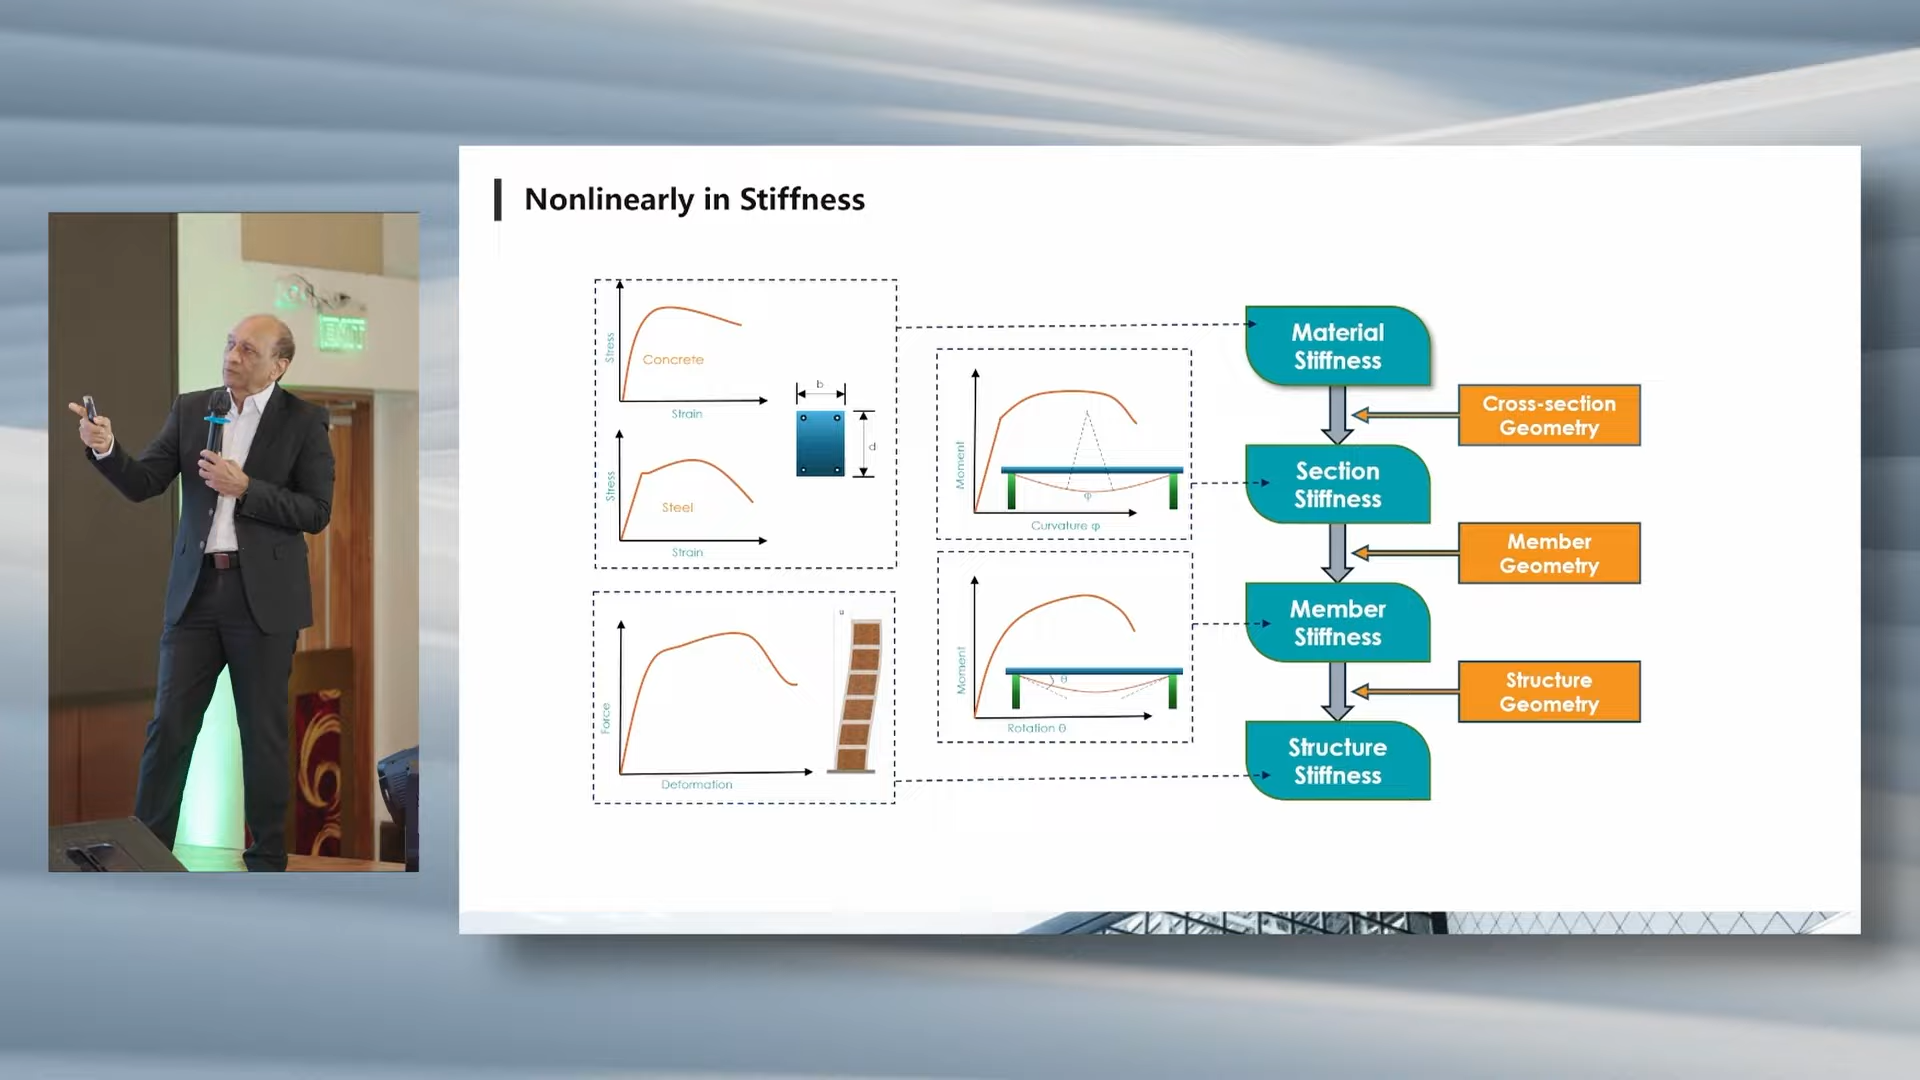 Nonlinearly in Stiffness
Stress
Concrete
Strain
b
d
Stress
Steel
Strain
Moment
φ
Curvature φ
Force
u
Deformation
Moment
θ
Rotation θ
Material
Stiffness
Cross-section
Geometry
Section
Stiffness
Member
Geometry
Member
Stiffness
Structure
Geometry
Structure
Stiffness